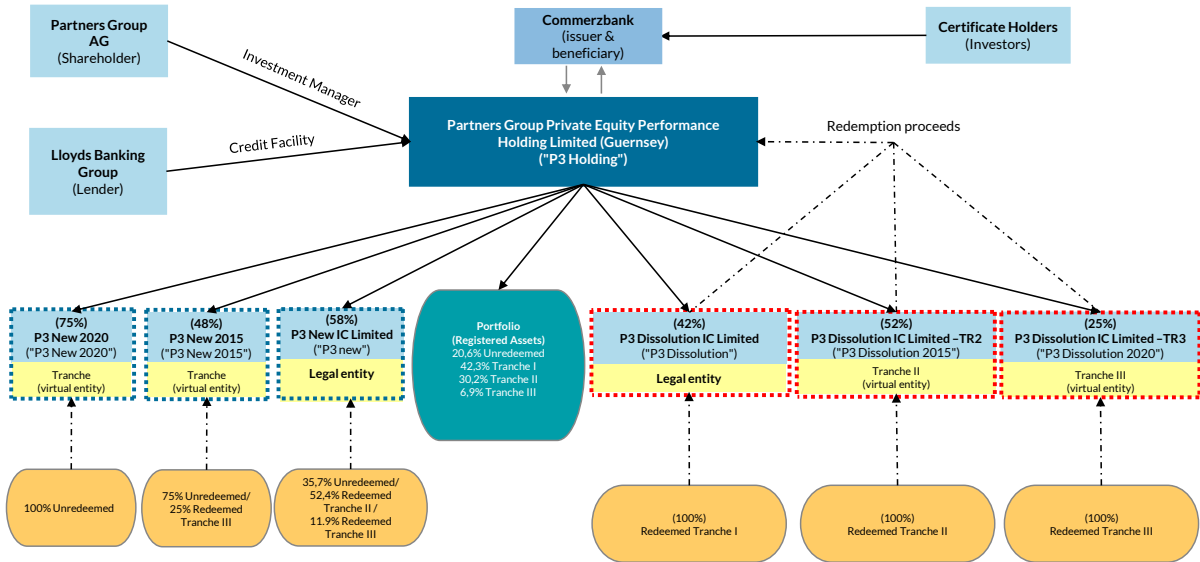 Partners Group
AG
(Shareholder)
Commerzbank
(issuer &
beneficiary)
Certificate Holders
(Investors)
Investment Manager
Lloyds Banking
Group
(Lender)
Credit Facility
Partners Group Private Equity Performance
Holding Limited (Guernsey)
("P3 Holding")
Redemption proceeds
(75%)
P3 New 2020
("P3 New 2020")
Tranche
(virtual entity)
(48%)
P3 New 2015
("P3 New 2015")
Tranche
(virtual entity)
(58%)
P3 New IC Limited
("P3 new")
Legal entity
Portfolio
(Registered Assets)
20,6% Unredeemed
42,3% Tranche I
30,2% Tranche II
6,9% Tranche III
(42%)
P3 Dissolution IC Limited
("P3 Dissolution")
Legal entity
(52%)
P3 Dissolution IC Limited –TR2
("P3 Dissolution 2015")
Tranche II
(virtual entity)
(25%)
P3 Dissolution IC Limited –TR3
("P3 Dissolution 2020")
Tranche III
(virtual entity)
100% Unredeemed
75% Unredeemed/
25% Redeemed
Tranche III
35,7% Unredeemed/
52,4% Redeemed
Tranche II /
11.9% Redeemed
Tranche III
(100%)
Redeemed Tranche I
(100%)
Redeemed Tranche II
(100%)
Redeemed Tranche III